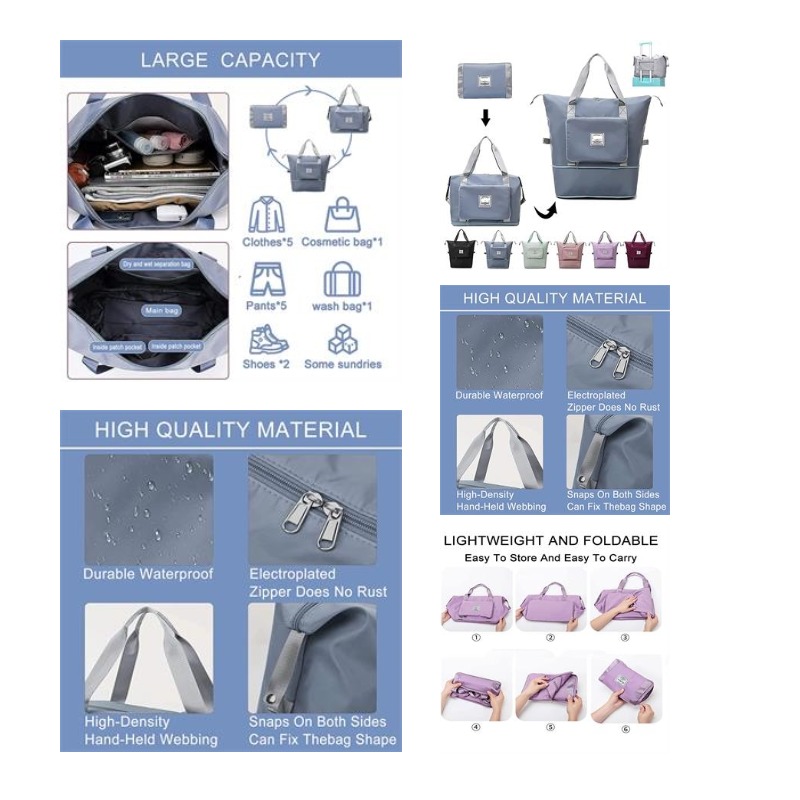 LARGE CAPACITY
Clothes*5
Cosmetic bag*1
Dry and wet separation bag
Main bag
Inside patch pocket
Inside patch pocket
Pants*5
wash bag*1
Shoes *2
Some sundries
HIGH QUALITY MATERIAL
Durable Waterproof
Electroplated
Zipper Does No Rust
High-Density
Hand-Held Webbing
Snaps On Both Sides
Can Fix Thebag Shape
HIGH QUALITY MATERIAL
Durable Waterproof
Electroplated
Zipper Does No Rust
High-Density
Hand-Held Webbing
Snaps On Both Sides
Can Fix Thebag Shape
LIGHTWEIGHT AND FOLDABLE
Easy To Store And Easy To Carry
①
②
③
④
⑤
⑥